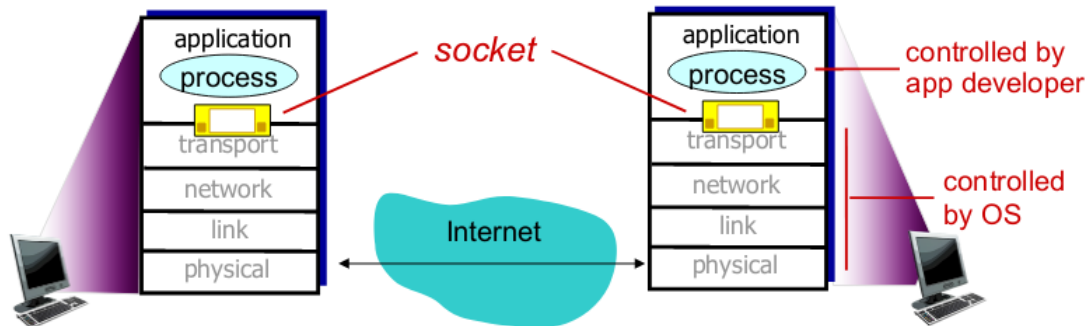 application
process
transport
network
link
physical
socket
Internet
application
process
transport
network
link
physical
controlled by
app developer
controlled
by OS